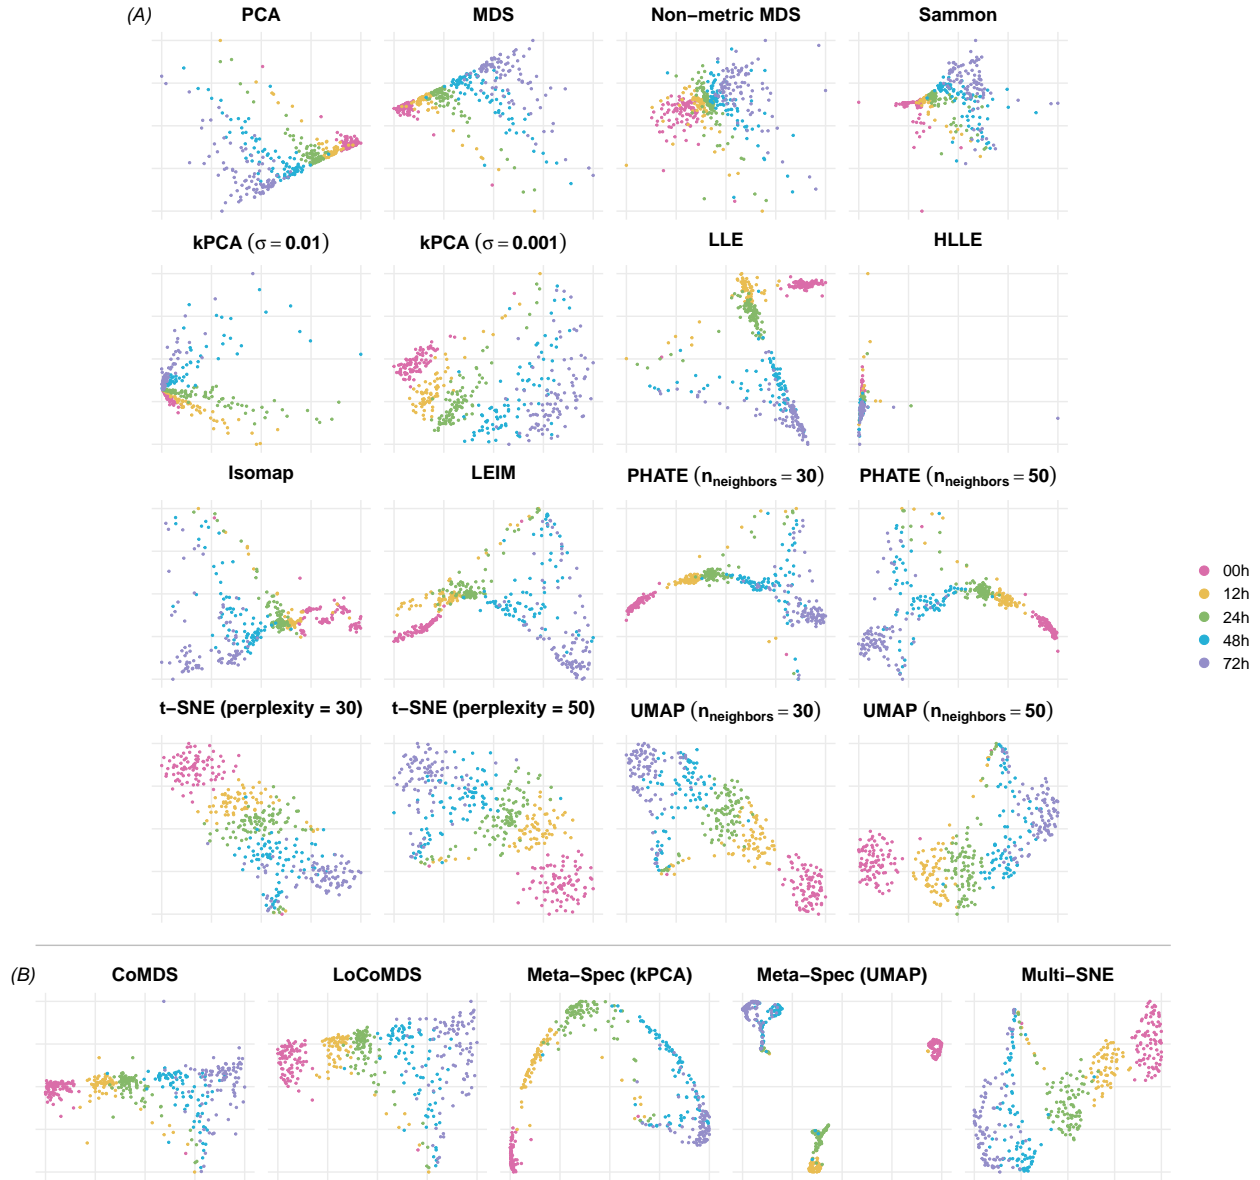 (A)
PCA
MDS
Non−metric MDS
Sammon
kPCA (σ = 0.01)
kPCA (σ = 0.001)
LLE
HLLE
Isomap
LEIM
PHATE (nneighbors = 30)
PHATE (nneighbors = 50)
00h
12h
24h
48h
72h
t−SNE (perplexity = 30)
t−SNE (perplexity = 50)
UMAP (nneighbors = 30)
UMAP (nneighbors = 50)
(B)
CoMDS
LoCoMDS
Meta−Spec (kPCA)
Meta−Spec (UMAP)
Multi−SNE